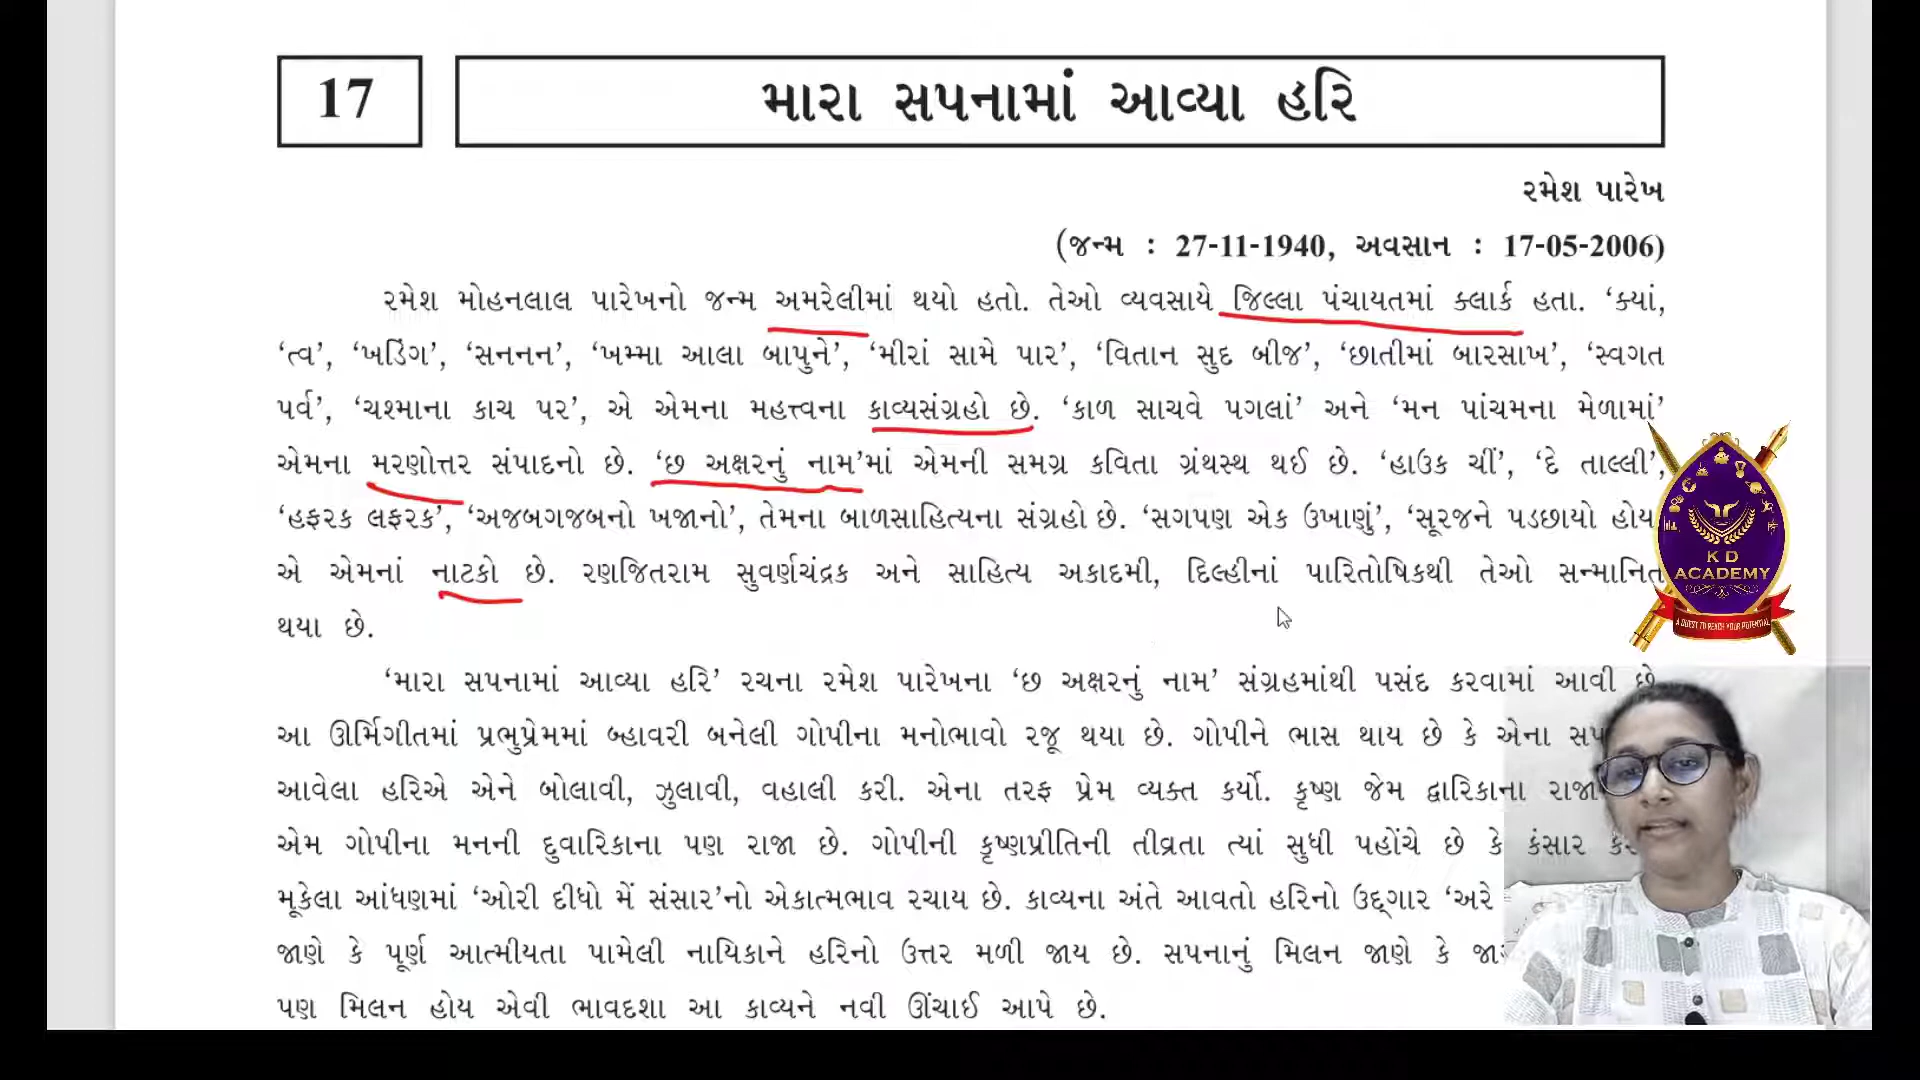 17
મારા સપનામાં આવ્યા હરિ
રમેશ પારેખ
(જન્મ : 27-11-1940, અવસાન : 17-05-2006)
રમેશ મોહનલાલ પારેખનો જન્મ અમરેલીમાં થયો હતો. તેઓ વ્યવસાયે જિલ્લા પંચાયતમાં ક્લાર્ક હતા. ‘ક્યાં,
‘ત્વ’, ‘ખડિંગ’, ‘સનનન’, ‘ખમ્મા આલા બાપુને’, ‘મીરાં સામે પાર’, ‘વિતાન સુદ બીજ’, ‘છાતીમાં બારસાખ’, ‘સ્વગત
પર્વ’, ‘ચશ્માના કાચ પર’, એ એમના મહત્ત્વના કાવ્યસંગ્રહો છે. ‘કાળ સાચવે પગલાં’ અને ‘મન પાંચમના મેળામાં’
એમના મરણોત્તર સંપાદનો છે. ‘છ અક્ષરનું નામ’માં એમની સમગ્ર કવિતા ગ્રંથસ્થ થઈ છે. ‘હાઉક ચીં’, ‘દે તાલ્લી’,
‘હફરક લફરક’, ‘અજબગજબનો ખજાનો’, તેમના બાળસાહિત્યના સંગ્રહો છે. ‘સગપણ એક ઉખાણું’, ‘સૂરજને પડછાયો હોય
એ એમનાં નાટકો છે. રણજિતરામ સુવર્ણચંદ્રક અને સાહિત્ય અકાદમી, દિલ્હીનાં પારિતોષિકથી તેઓ સન્માનિત
થયા છે.
‘મારા સપનામાં આવ્યા હરિ’ રચના રમેશ પારેખના ‘છ અક્ષરનું નામ’ સંગ્રહમાંથી પસંદ કરવામાં આવી છે
આ ઊર્મિગીતમાં પ્રભુપ્રેમમાં બ્હાવરી બનેલી ગોપીના મનોભાવો રજૂ થયા છે. ગોપીને ભાસ થાય છે કે એના
આવેલા હરિએ એને બોલાવી, ઝુલાવી, વહાલી કરી. એના તરફ પ્રેમ વ્યક્ત કર્યો. કૃષ્ણ જેમ દ્વારિકાના રાજા
એમ ગોપીના મનની દુવારિકાના પણ રાજા છે. ગોપીની કૃષ્ણપ્રીતિની તીવ્રતા ત્યાં સુધી પહોંચે છે કે કંસાર
મૂકેલા આંધણમાં ‘ઓરી દીધો મેં સંસાર’નો એકાત્મભાવ રચાય છે. કાવ્યના અંતે આવતો હરિનો ઉદ્ગાર ‘અરે
જાણે કે પૂર્ણ આત્મીયતા પામેલી નાયિકાને હરિનો ઉત્તર મળી જાય છે. સપનાનું મિલન જાણે કે
પણ મિલન હોય એવી ભાવદશા આ કાવ્યને નવી ઊંચાઈ આપે છે.
K D
ACADEMY
A QUEST TO REACH YOUR POTENTIAL